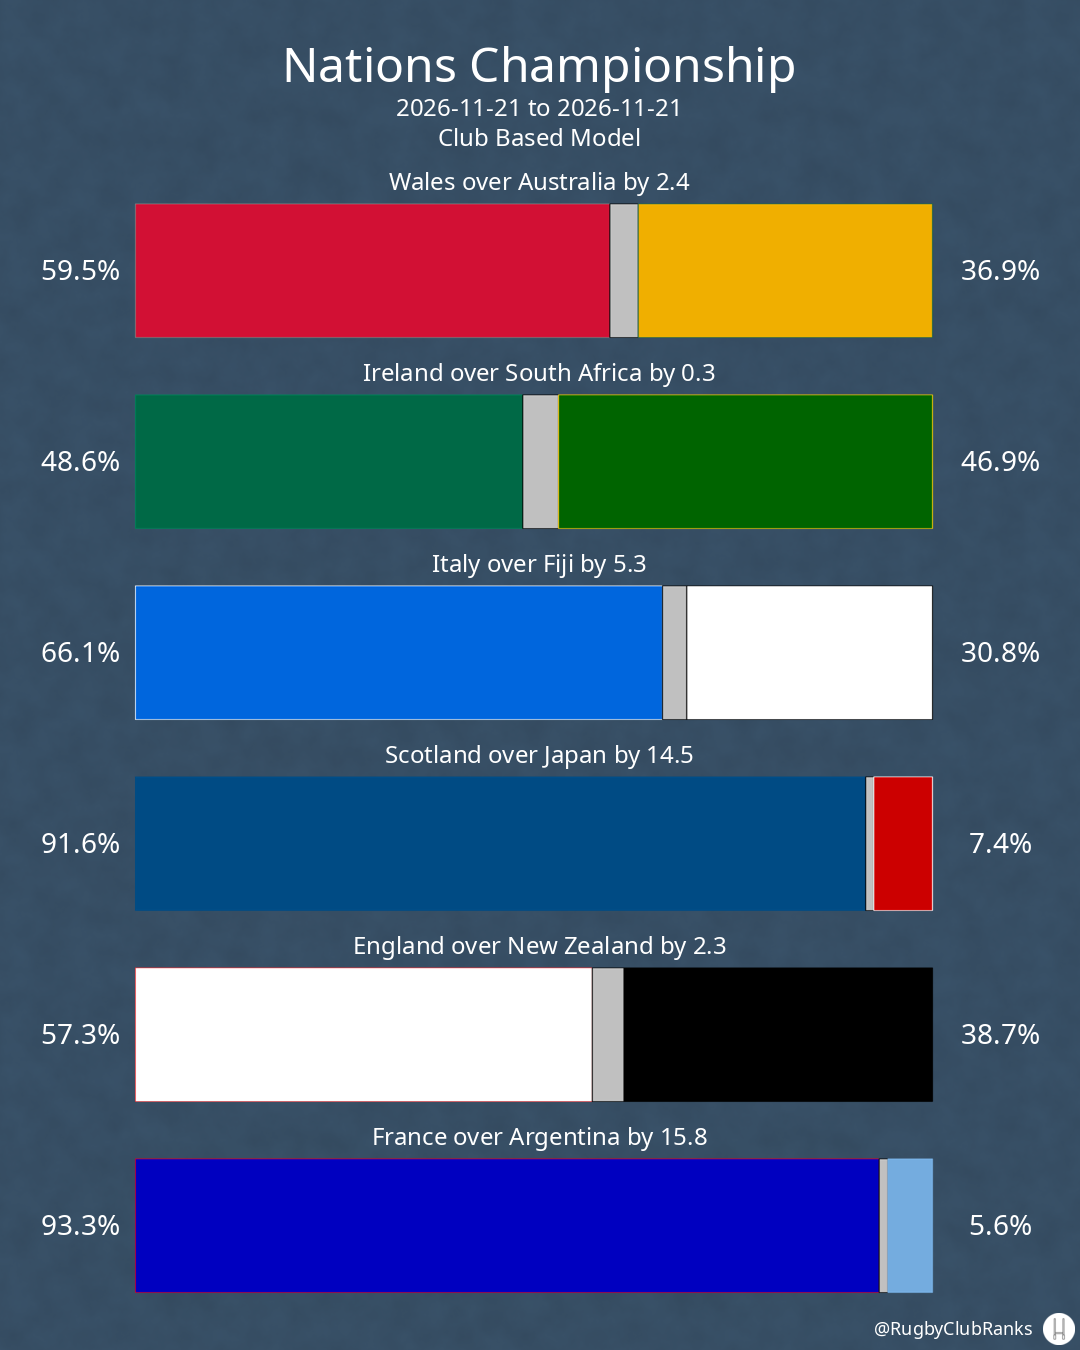 Nations Championship
2026-11-21 to 2026-11-21
Club Based Model
Wales over Australia by 2.4
59.5%
36.9%
Ireland over South Africa by 0.3
48.6%
46.9%
Italy over Fiji by 5.3
66.1%
30.8%
Scotland over Japan by 14.5
91.6%
7.4%
England over New Zealand by 2.3
57.3%
38.7%
France over Argentina by 15.8
93.3%
5.6%
@RugbyClubRanks